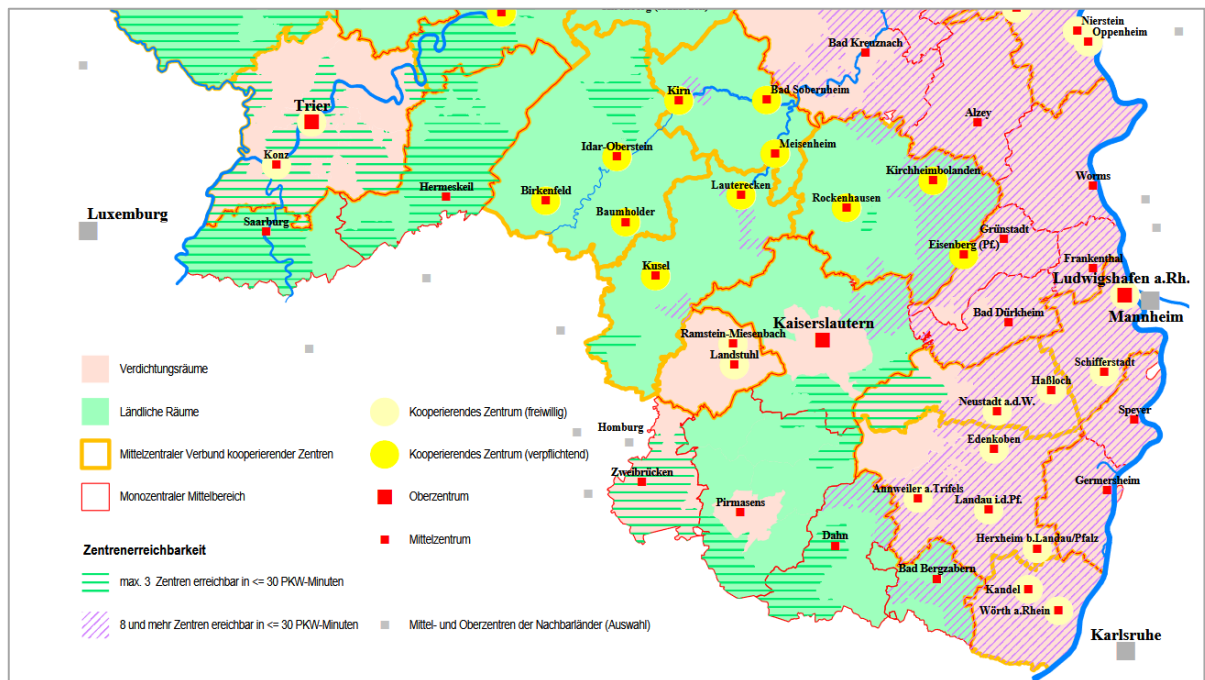 Nierstein
Oppenheim
Bad Kreuznach
Kirn
Bad Sobernheim
Trier
Alzey
Idar-Oberstein
Meisenheim
Konz
Kirchheimbolanden
Worms
Hermeskeil
Birkenfeld
Lauterecken
Rockenhausen
Luxemburg
Saarburg
Baumholder
Grünstadt
Eisenberg (Pf.)
Frankenthal
Kusel
Ludwigshafen a.Rh.
Mannheim
Kaiserslautern
Bad Dürkheim
Ramstein-Miesenbach
Landstuhl
Schifferstadt
Haßloch
Neustadt a.d.W.
Speyer
Homburg
Edenkoben
Zweibrücken
Annweiler a.Trifels
Germersheim
Pirmasens
Landau i.d.Pf.
Dahn
Herxheim b.Landau/Pfalz
Bad Bergzabern
Kandel
Wörth a.Rhein
Karlsruhe
Verdichtungsräume
Ländliche Räume
Mittelzentraler Verbund kooperierender Zentren
Monozentraler Mittelbereich
Zentrenerreichbarkeit
max. 3 Zentren erreichbar in <= 30 PKW-Minuten
8 und mehr Zentren ereichbar in <= 30 PKW-Minuten
Kooperierendes Zentrum (freiwillig)
Kooperierendes Zentrum (verpflichtend)
Oberzentrum
Mittelzentrum
Mittel- und Oberzentren der Nachbarländer (Auswahl)